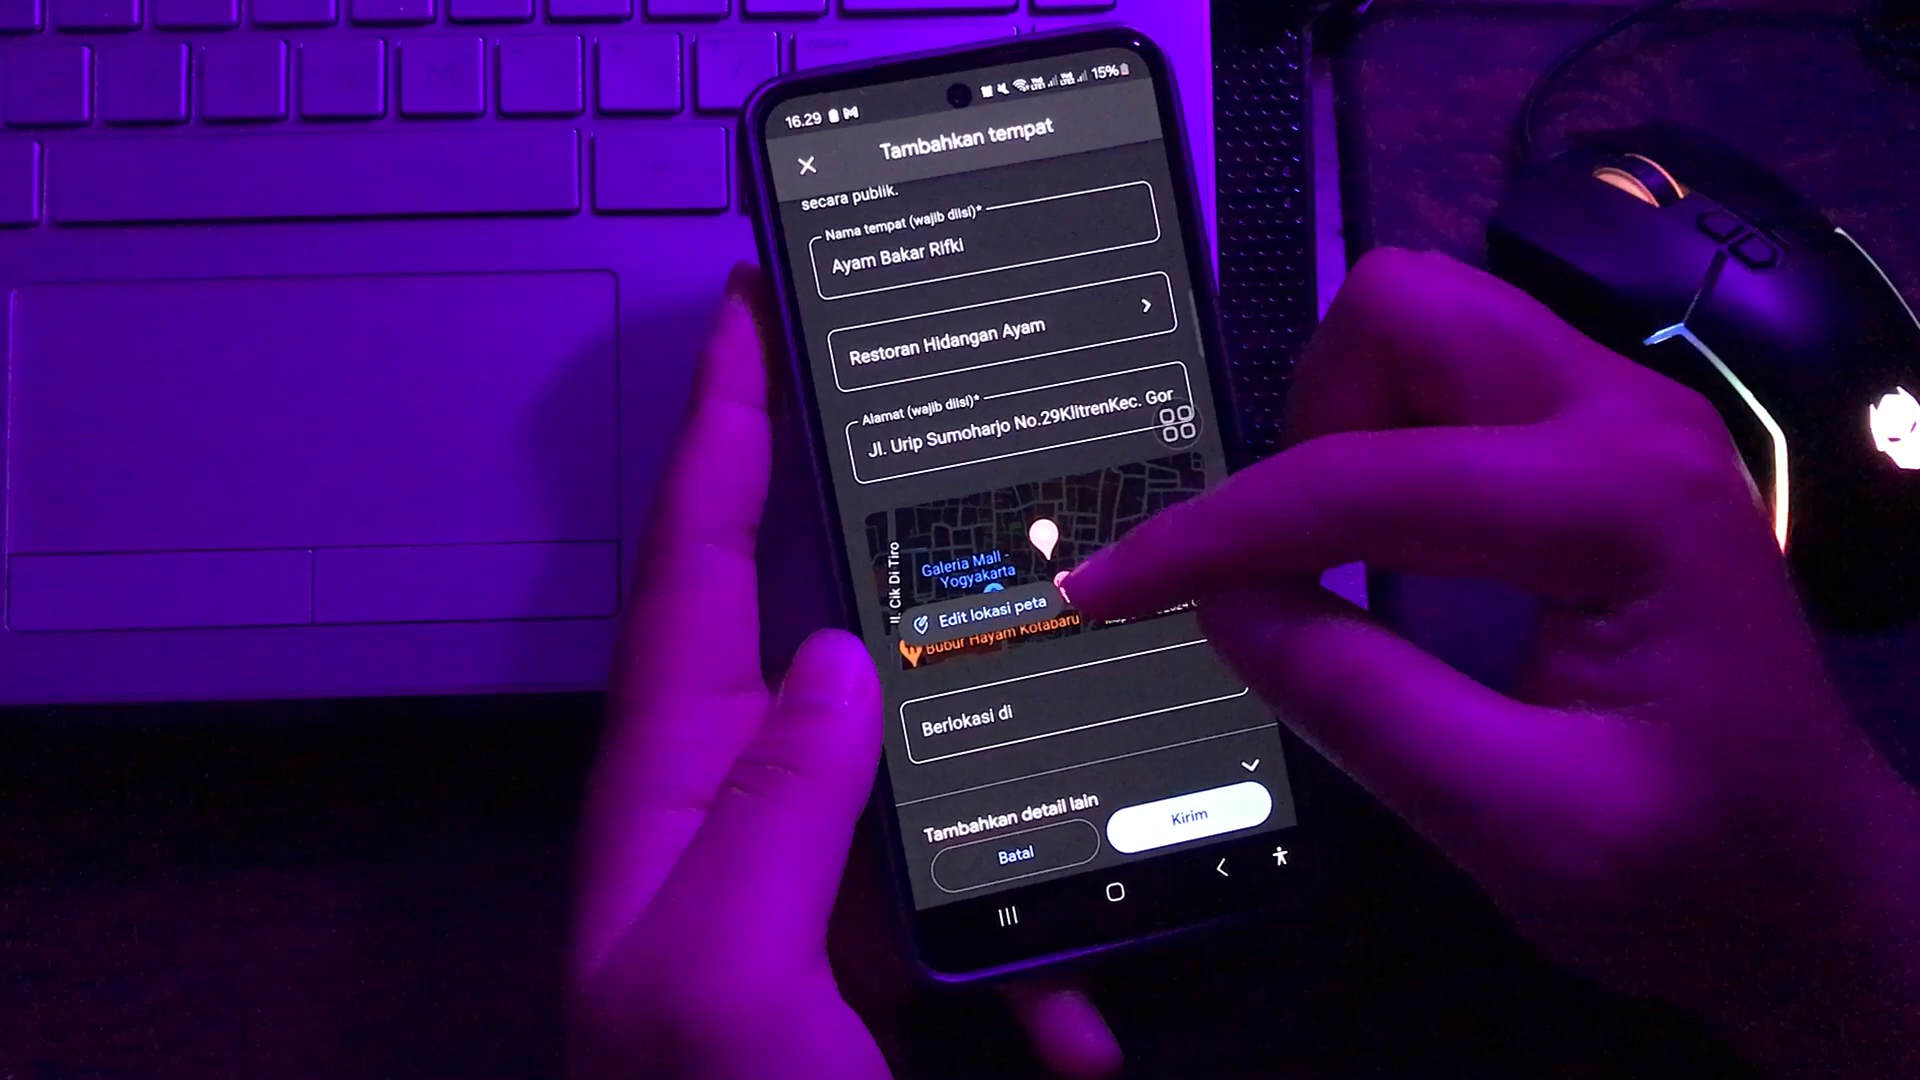 16.29
15%
Tambahkan tempat
secara publik.
Nama tempat (wajib diisi)*
Ayam Bakar Rifki
Restoran Hidangan Ayam
Alamat (wajib diisi)*
Jl. Urip Sumoharjo No.29KlitrenKec. Gor
Cik Di Tiro
Galeria Mall -
Yogyakarta
Edit lokasi peta
Bubur Hayam Kotabaru
Berlokasi di
Tambahkan detail lain
Batal
Kirim